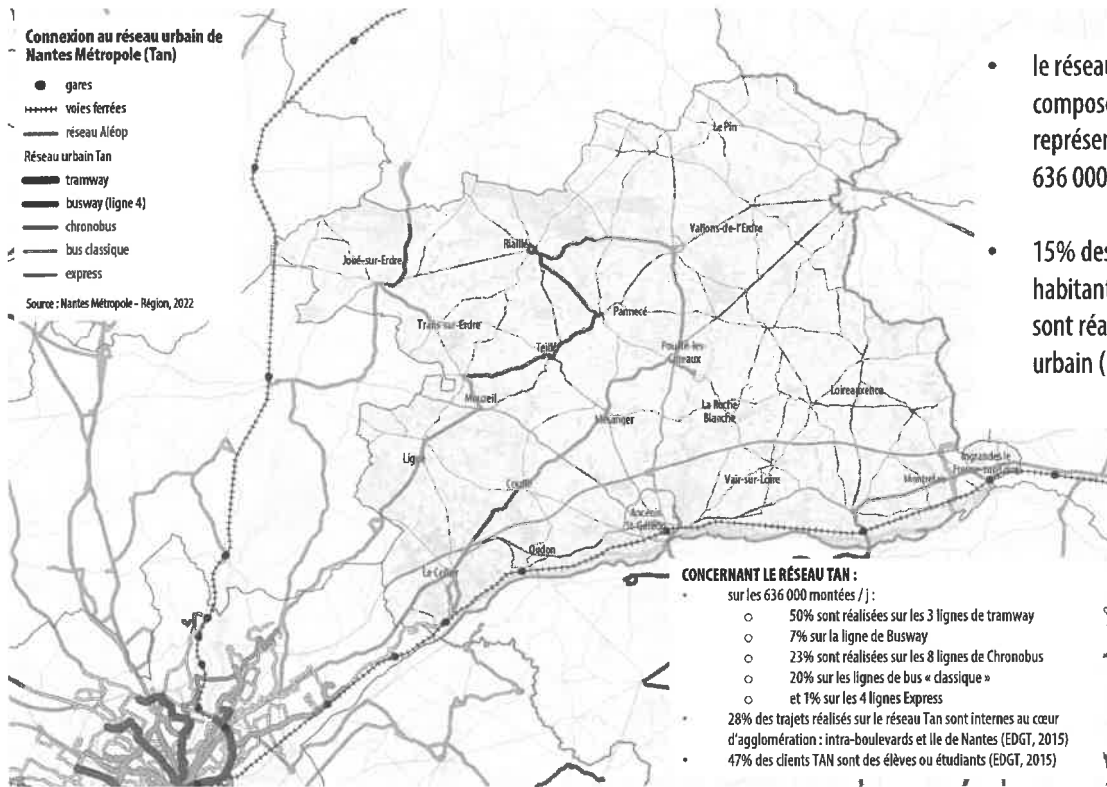 Connexion au réseau urbain de
Nantes Métropole (Tan)
gares
voies ferrées
réseau Aléop
Réseau urbain Tan
tramway
busway (ligne 4)
chronobus
bus classique
express
Source : Nantes Métropole - Région, 2022
• le réseau
compos
représen
636 000
• 15% des
habitant
sont réa
urbain (
Le Pin
Vallons-de-l'Erdre
Riaillé
Joué-sur-Erdre
Pannecé
Trans-sur-Erdre
Teillé
Pouillé-les-
Côteaux
Loireauxence
Mouzeil
La Roche
Blanche
Mésanger
Lig
Couffé
Vair-sur-Loire
Montrelais
Ingrandes le
Ancenis
St-Géréon
Oudon
Le Cellier
CONCERNANT LE RÉSEAU TAN :
• sur les 636 000 montées / j :
○ 50% sont réalisées sur les 3 lignes de tramway
○ 7% sur la ligne de Busway
○ 23% sont réalisées sur les 8 lignes de Chronobus
○ 20% sur les lignes de bus « classique »
○ et 1% sur les 4 lignes Express
• 28% des trajets réalisés sur le réseau Tan sont internes au cœur
d'agglomération : intra-boulevards et Ile de Nantes (EDGT, 2015)
• 47% des clients TAN sont des élèves ou étudiants (EDGT, 2015)